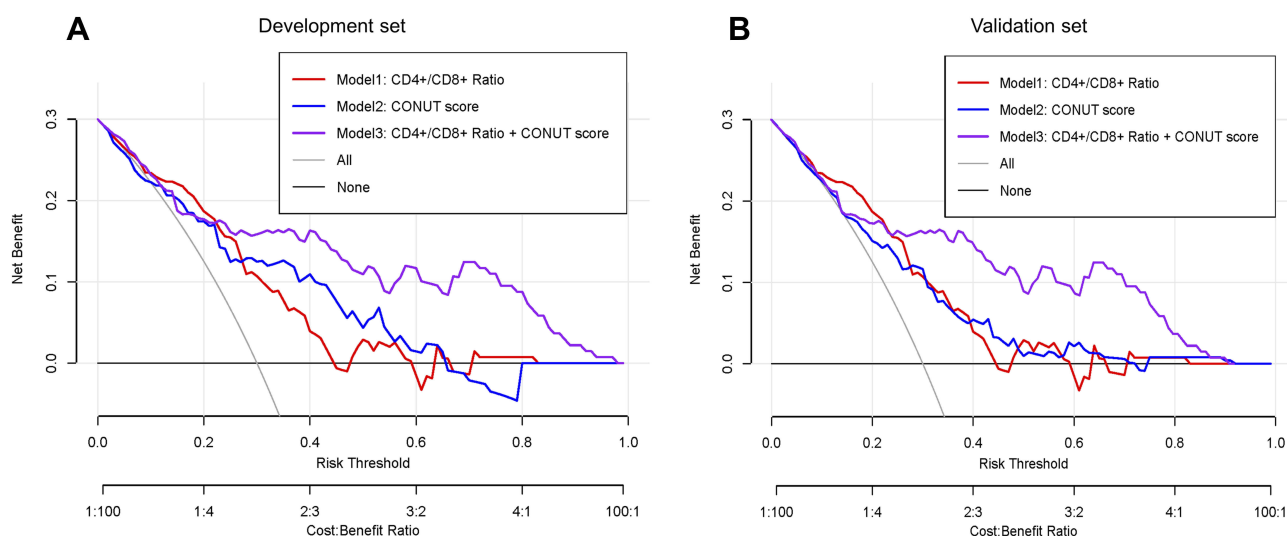 A
Development set
Model1: CD4+/CD8+ Ratio
Model2: CONUT score
Model3: CD4+/CD8+ Ratio + CONUT score
All
None
Net Benefit
0.3
0.2
0.1
0.0
0.0 0.2 0.4 0.6 0.8 1.0
Risk Threshold
1:100 1:4 2:3 3:2 4:1 100:1
Cost:Benefit Ratio
B
Validation set
Model1: CD4+/CD8+ Ratio
Model2: CONUT score
Model3: CD4+/CD8+ Ratio + CONUT score
All
None
Net Benefit
0.3
0.2
0.1
0.0
0.0 0.2 0.4 0.6 0.8 1.0
Risk Threshold
1:100 1:4 2:3 3:2 4:1 100:1
Cost:Benefit Ratio